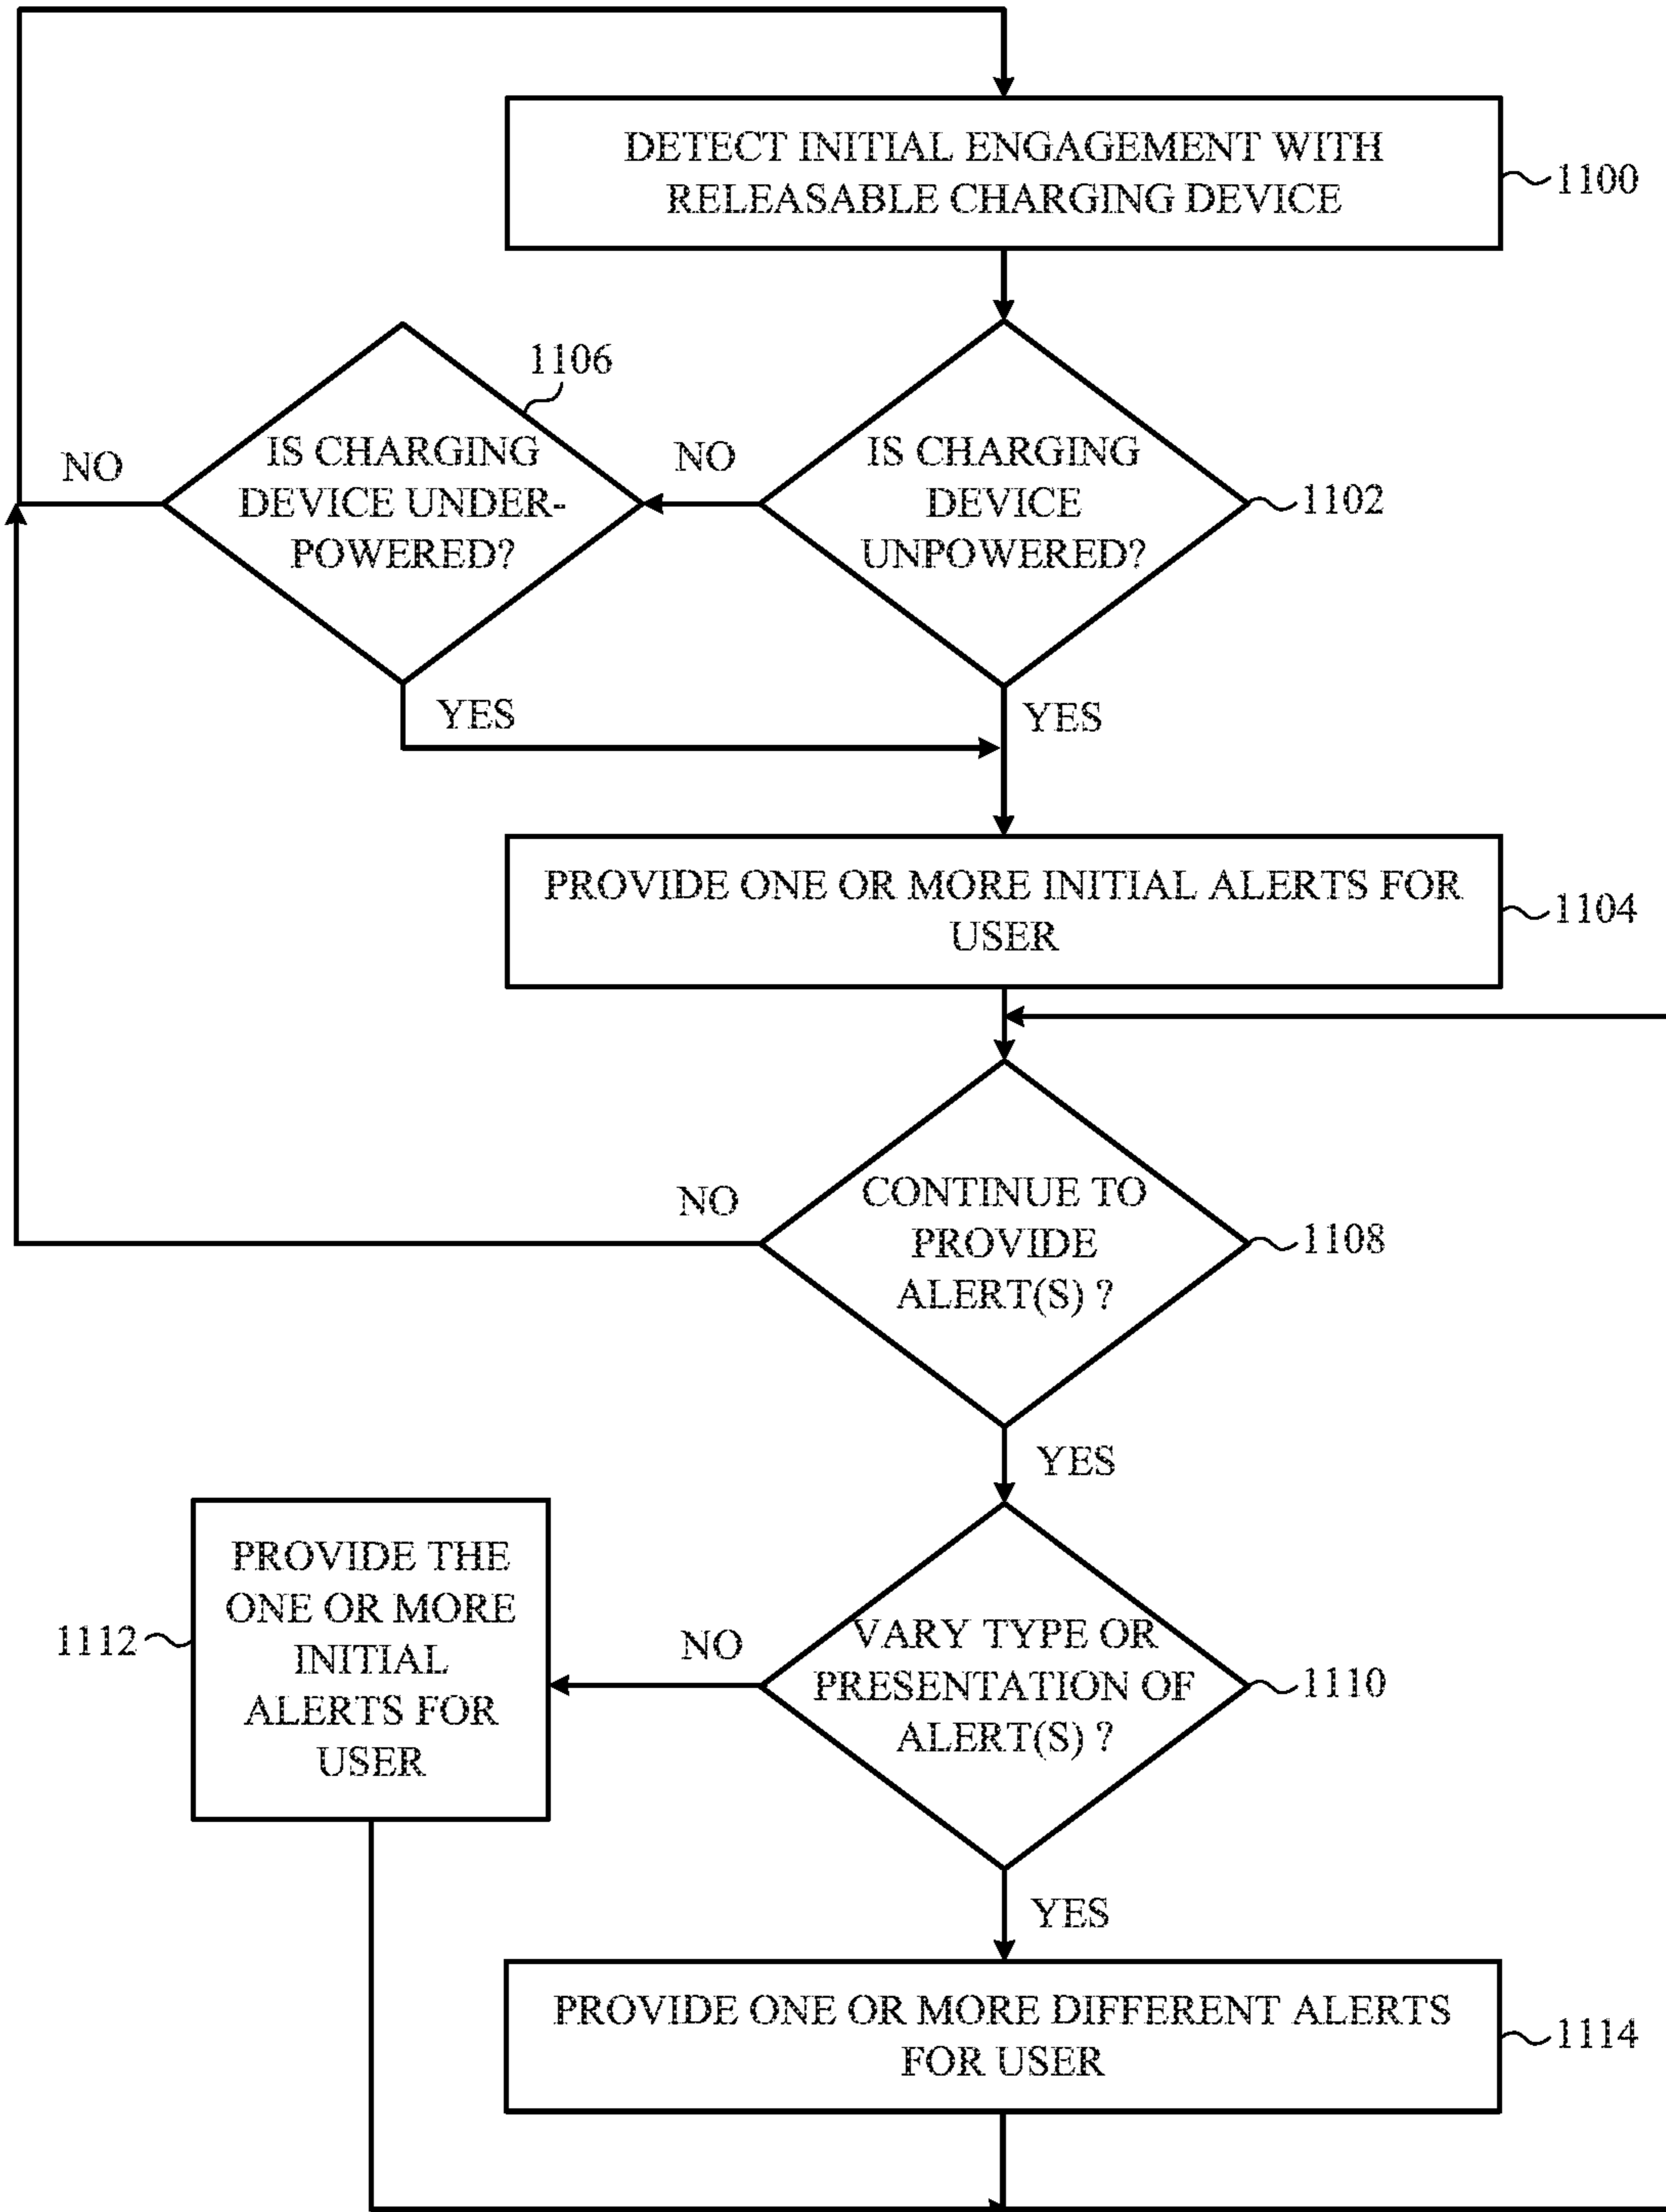 DETECT INITIAL ENGAGEMENT WITH
RELEASABLE CHARGING DEVICE
1100
1106
IS CHARGING
DEVICE UNDER-
POWERED?
NO
NO
IS CHARGING
DEVICE
UNPOWERED?
1102
YES
YES
PROVIDE ONE OR MORE INITIAL ALERTS FOR
USER
1104
CONTINUE TO
PROVIDE
ALERT(S) ?
NO
1108
YES
PROVIDE THE
ONE OR MORE
INITIAL
ALERTS FOR
USER
1112
NO
VARY TYPE OR
PRESENTATION OF
ALERT(S) ?
1110
YES
PROVIDE ONE OR MORE DIFFERENT ALERTS
FOR USER
1114